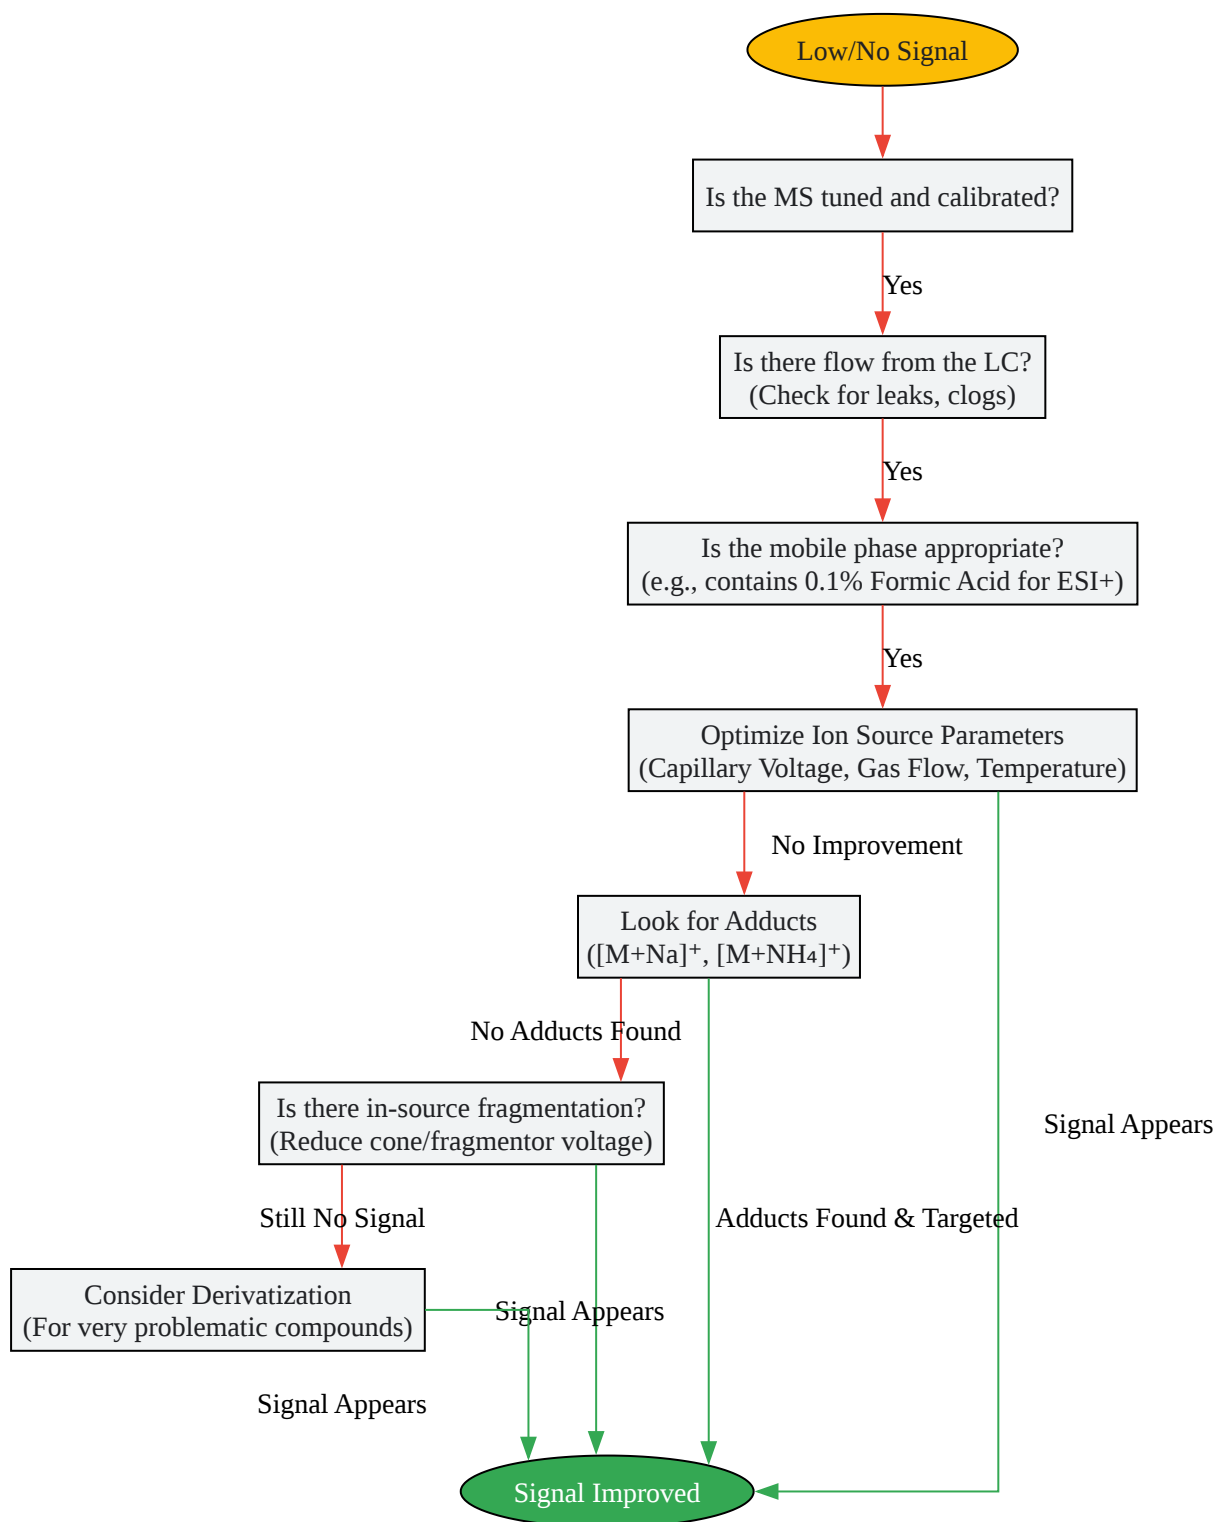 Low/No Signal
Is the MS tuned and calibrated?
Yes
Is there flow from the LC?
(Check for leaks, clogs)
Yes
Is the mobile phase appropriate?
(e.g., contains 0.1% Formic Acid for ESI+)
Yes
Optimize Ion Source Parameters
(Capillary Voltage, Gas Flow, Temperature)
No Improvement
Look for Adducts
([M+Na]⁺, [M+NH₄]⁺)
No Adducts Found
Is there in-source fragmentation?
(Reduce cone/fragmentor voltage)
Signal Appears
Still No Signal
Adducts Found & Targeted
Consider Derivatization
(For very problematic compounds)
Signal Appears
Signal Appears
Signal Improved